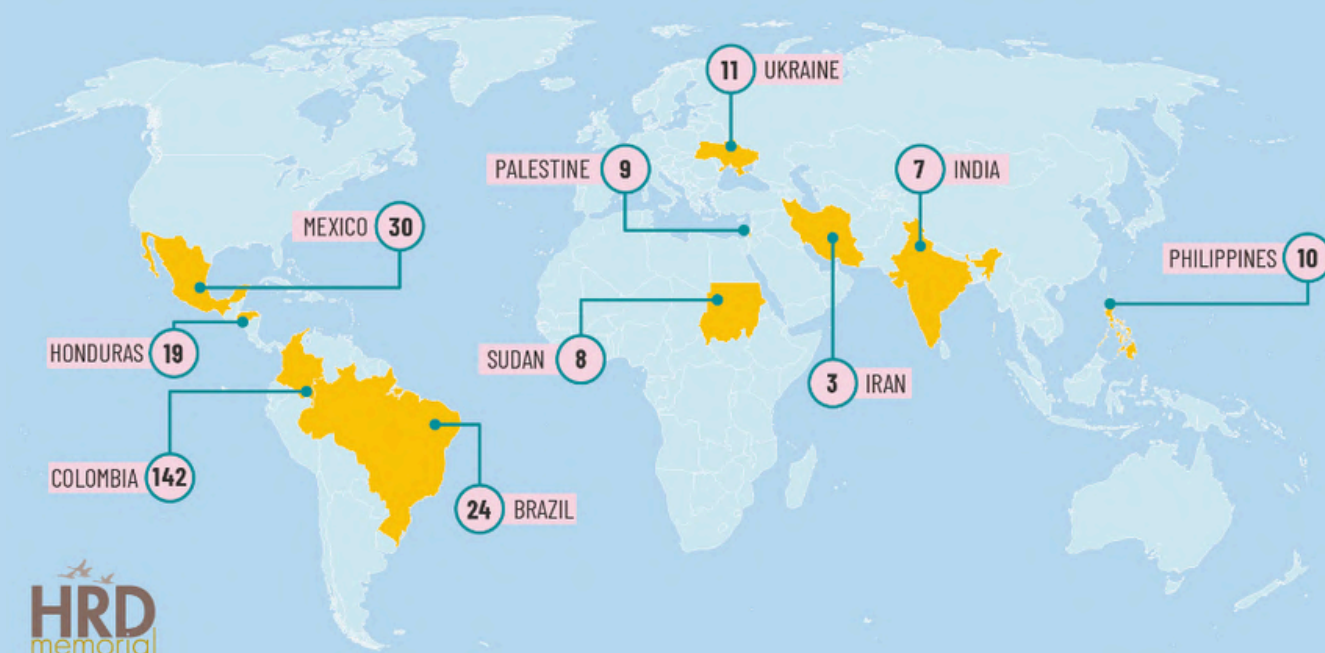 11 UKRAINE
PALESTINE 9
7 INDIA
MEXICO 30
PHILIPPINES 10
HONDURAS 19
SUDAN 8
3 IRAN
COLOMBIA 142
24 BRAZIL
HRD
memorial